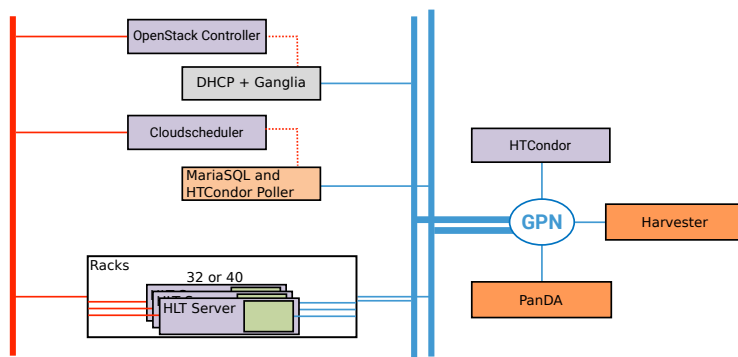 OpenStack Controller
DHCP + Ganglia
Cloudscheduler
MariaSQL and
HTCondor Poller
HTCondor
GPN
Harvester
PanDA
Racks
32 or 40
HLT Server